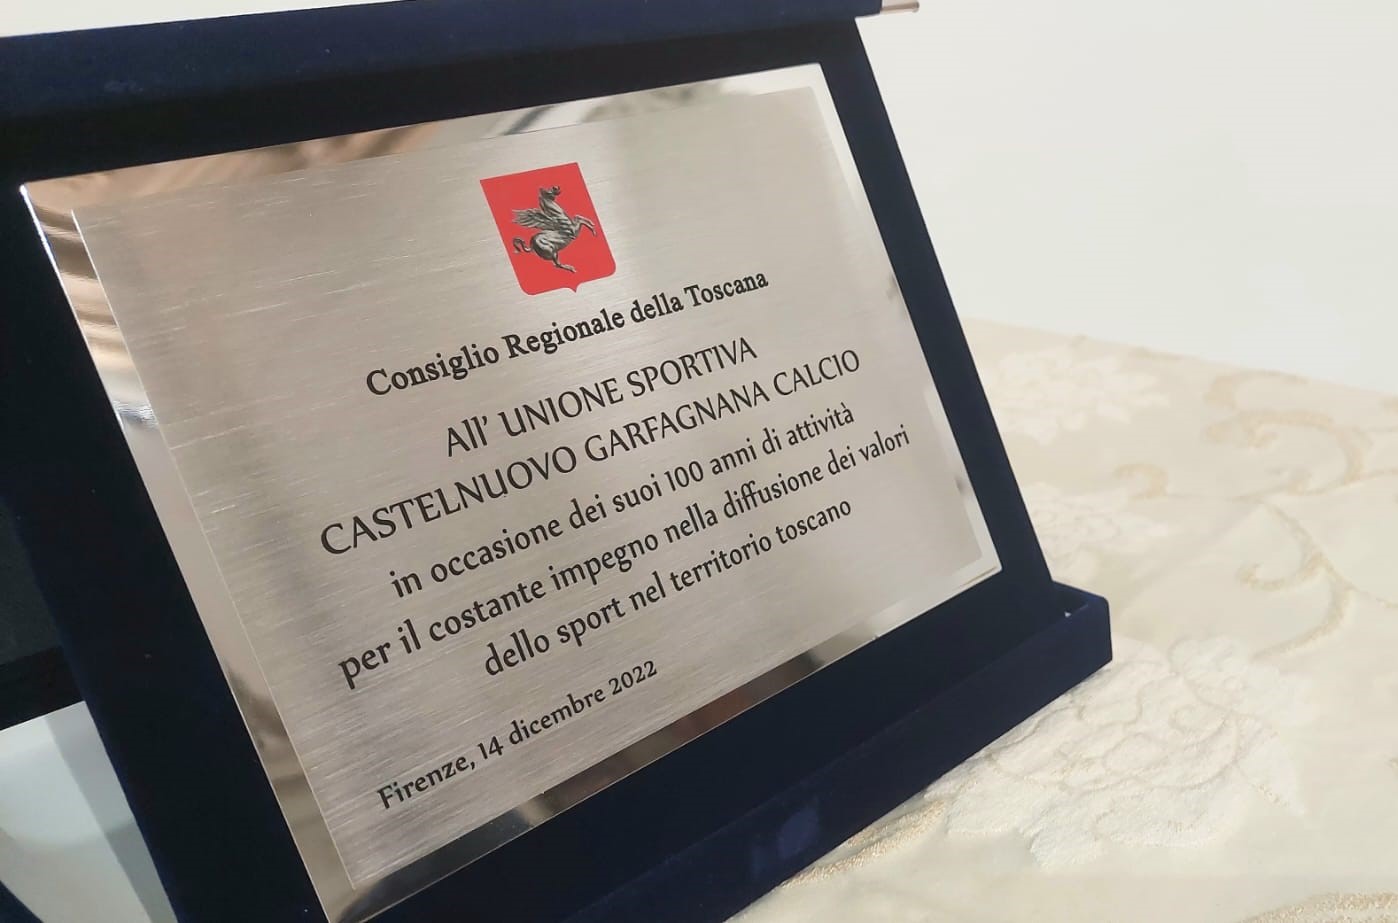 Consiglio Regionale della Toscana
All' UNIONE SPORTIVA
CASTELNUOVO GARFAGNANA CALCIO
in occasione dei suoi 100 anni di attività
per il costante impegno nella diffusione dei valori
dello sport nel territorio toscano
Firenze, 14 dicembre 2022